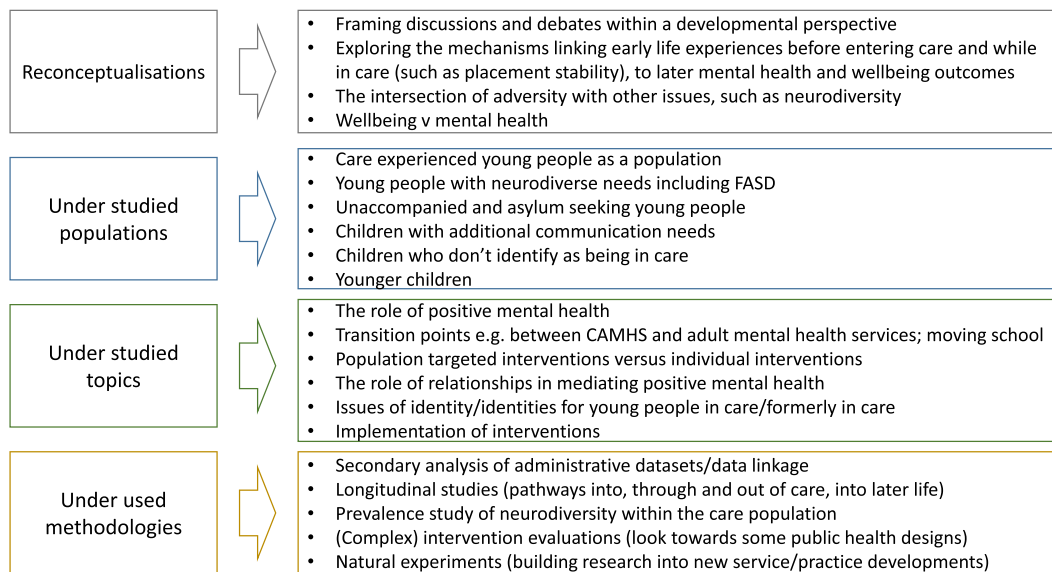 Reconceptualisations
• Framing discussions and debates within a developmental perspective
• Exploring the mechanisms linking early life experiences before entering care and while
in care (such as placement stability), to later mental health and wellbeing outcomes
• The intersection of adversity with other issues, such as neurodiversity
• Wellbeing v mental health
Under studied
populations
• Care experienced young people as a population
• Young people with neurodiverse needs including FASD
• Unaccompanied and asylum seeking young people
• Children with additional communication needs
• Children who don’t identify as being in care
• Younger children
Under studied
topics
• The role of positive mental health
• Transition points e.g. between CAMHS and adult mental health services; moving school
• Population targeted interventions versus individual interventions
• The role of relationships in mediating positive mental health
• Issues of identity/identities for young people in care/formerly in care
• Implementation of interventions
Under used
methodologies
• Secondary analysis of administrative datasets/data linkage
• Longitudinal studies (pathways into, through and out of care, into later life)
• Prevalence study of neurodiversity within the care population
• (Complex) intervention evaluations (look towards some public health designs)
• Natural experiments (building research into new service/practice developments)